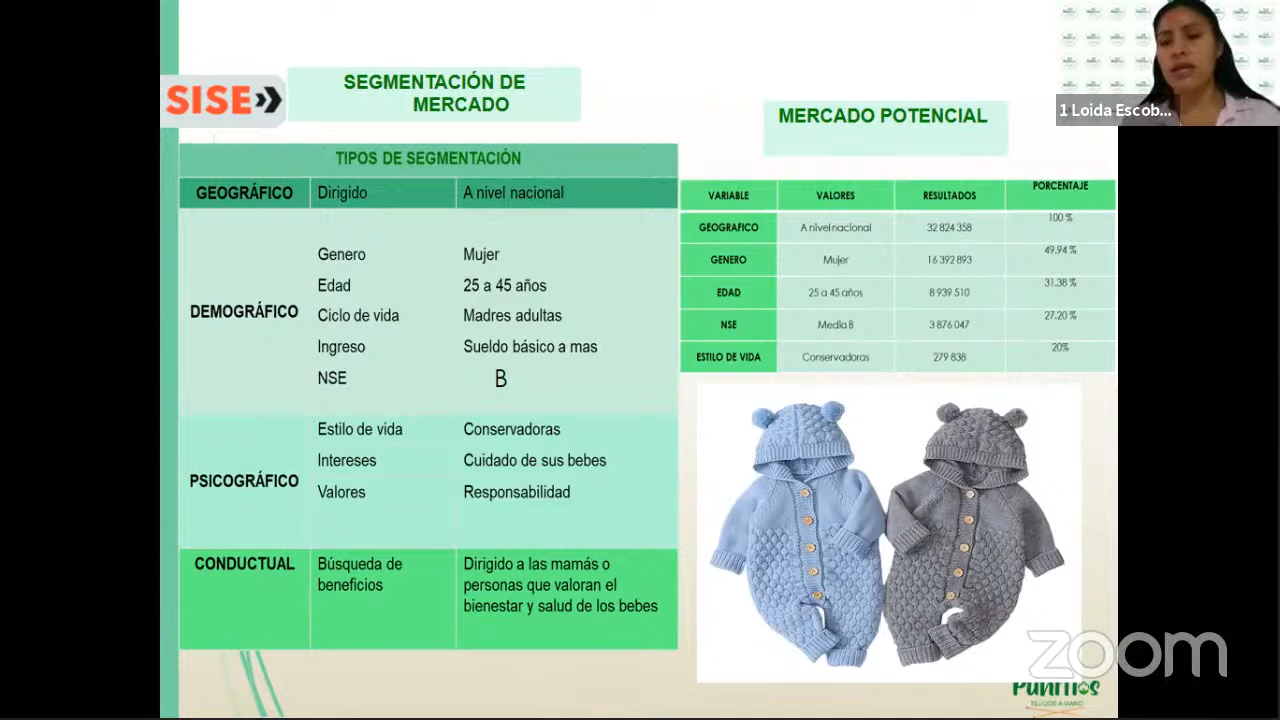 SEGMENTACIÓN DE
MERCADO
SISE
TIPOS DE SEGMENTACIÓN
GEOGRÁFICO Dirigido A nivel nacional
DEMOGRÁFICO
Genero Mujer
Edad 25 a 45 años
Ciclo de vida Madres adultas
Ingreso Sueldo básico a mas
NSE B
PSICOGRÁFICO
Estilo de vida Conservadoras
Intereses Cuidado de sus bebes
Valores Responsabilidad
CONDUCTUAL Búsqueda de
beneficios
Dirigido a las mamás o
personas que valoran el
bienestar y salud de los bebes
MERCADO POTENCIAL
VARIABLE VALORES RESULTADOS PORCENTAJE
GEOGRAFICO A nivel nacional 32 824 358 100 %
GENERO Mujer 16 392 893 49.94 %
EDAD 25 a 45 años 8 939 510 31.38 %
NSE Media B 3 876 047 27.20 %
ESTILO DE VIDA Conservadoras 279 838 20%
1 Loida Escob...
zoom
Punitos
TEJIDOS A MANO